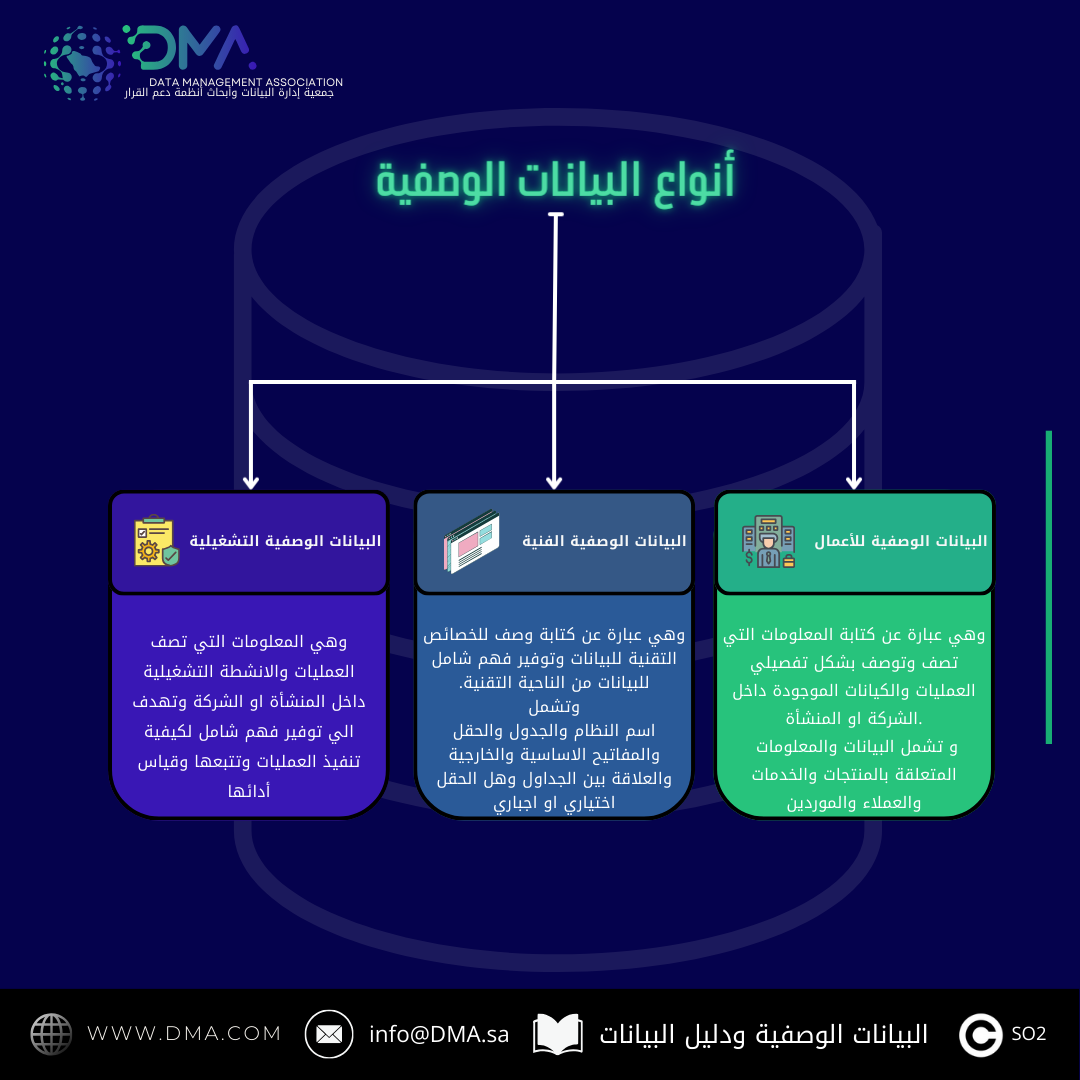 DMA
DATA MANAGEMENT ASSOCIATION
جمعية إدارة البيانات وأبحاث أنظمة دعم القرار
أنواع البيانات الوصفية
البيانات الوصفية للأعمال
وهي عبارة عن كتابة المعلومات التي
تصف وتوصف بشكل تفصيلي
العمليات والكيانات الموجودة داخل
الشركة او المنشأة.
و تشمل البيانات والمعلومات
المتعلقة بالمنتجات والخدمات
والعملاء والموردين
البيانات الوصفية الفنية
وهي عبارة عن كتابة وصف للخصائص
التقنية للبيانات وتوفير فهم شامل
للبيانات من الناحية التقنية.
وتشمل
اسم النظام والجدول والحقل
والمفاتيح الاساسية والخارجية
والعلاقة بين الجداول وهل الحقل
اختياري او اجباري
البيانات الوصفية التشغيلية
وهي المعلومات التي تصف
العمليات والانشطة التشغيلية
داخل المنشأة او الشركة وتهدف
الي توفير فهم شامل لكيفية
تنفيذ العمليات وتتبعها وقياس
أدائها
WWW.DMA.COM
info@DMA.sa
البيانات الوصفية ودليل البيانات
C SO2